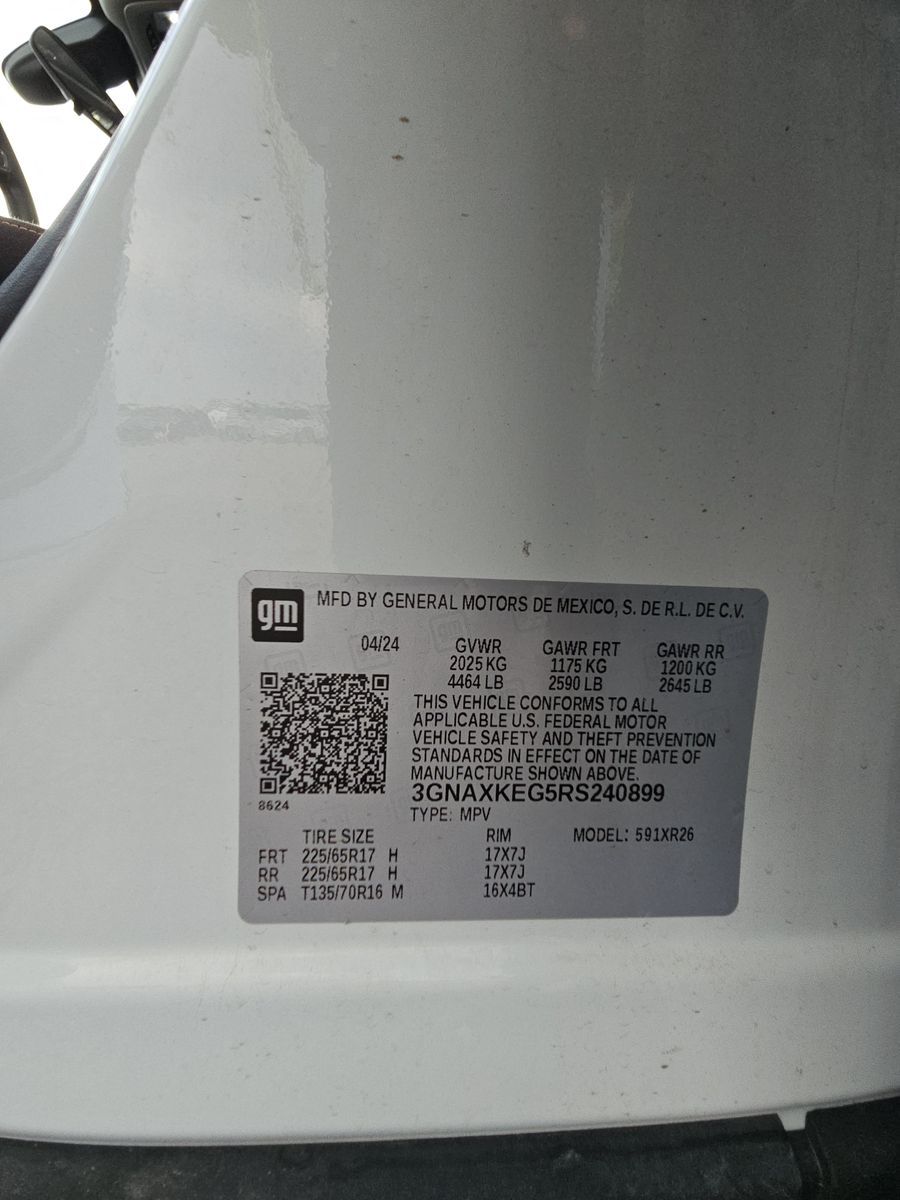 gm
MFD BY GENERAL MOTORS DE MEXICO, S. DE R.L. DE C.V.
04/24 GVWR GAWR FRT GAWR RR
2025 KG 1175 KG 1200 KG
4464 LB 2590 LB 2645 LB
THIS VEHICLE CONFORMS TO ALL
APPLICABLE U.S. FEDERAL MOTOR
VEHICLE SAFETY AND THEFT PREVENTION
STANDARDS IN EFFECT ON THE DATE OF
MANUFACTURE SHOWN ABOVE.
3GNAXKEG5RS240899
8624
TYPE: MPV
TIRE SIZE RIM MODEL: 591XR26
FRT 225/65R17 H 17X7J
RR 225/65R17 H 17X7J
SPA T135/70R16 M 16X4BT